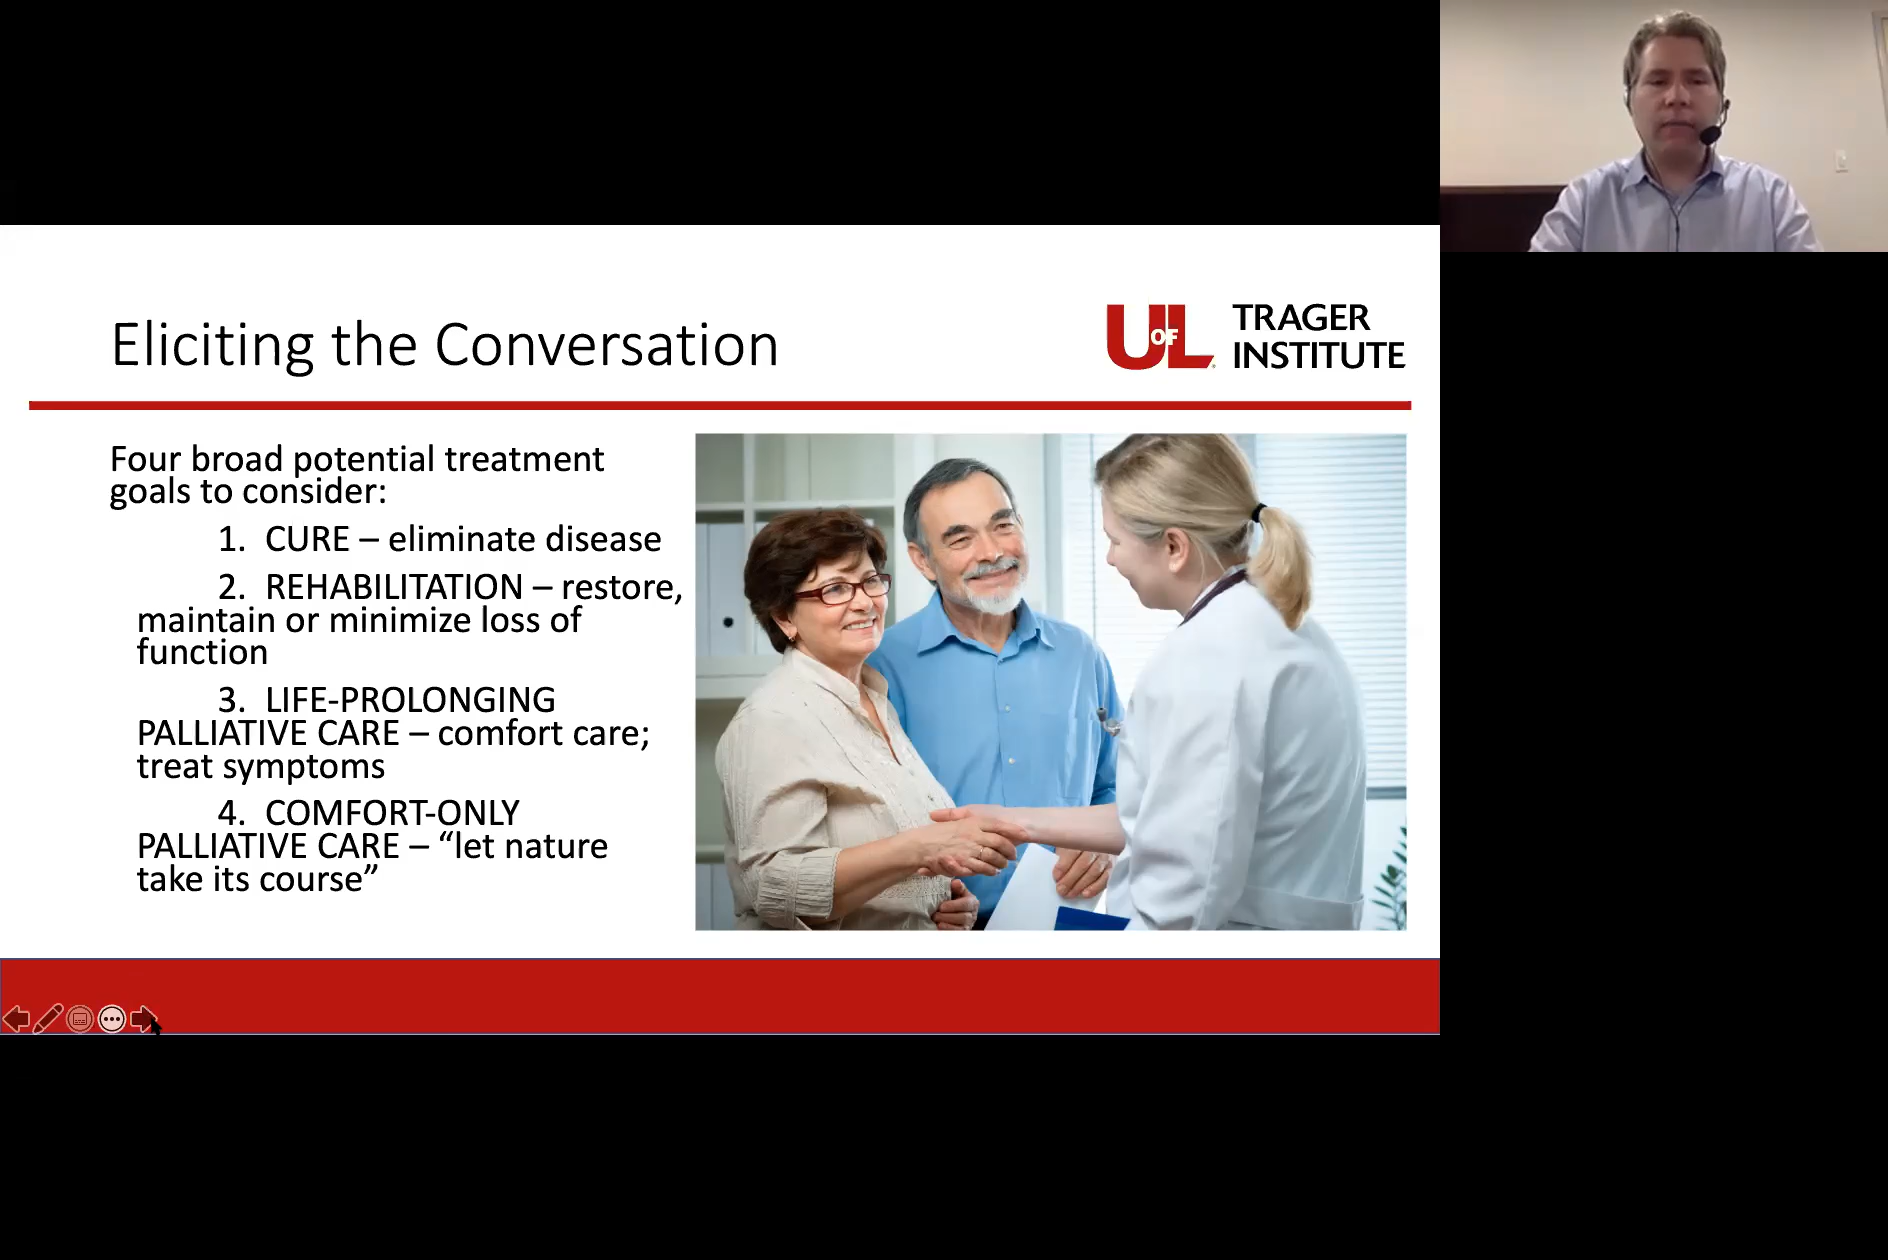 Eliciting the Conversation
UOFL TRAGER
INSTITUTE
Four broad potential treatment
goals to consider:
1. CURE – eliminate disease
2. REHABILITATION – restore,
maintain or minimize loss of
function
3. LIFE-PROLONGING
PALLIATIVE CARE – comfort care;
treat symptoms
4. COMFORT-ONLY
PALLIATIVE CARE – “let nature
take its course”